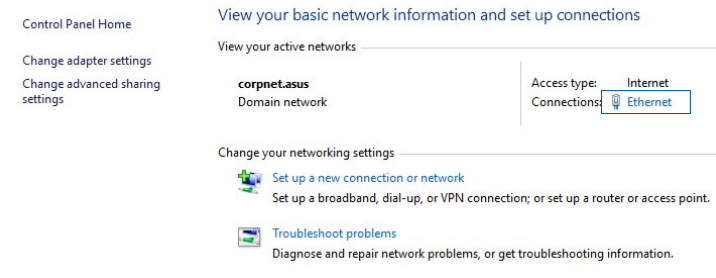 Control Panel Home
Change adapter settings
Change advanced sharing
settings
View your basic network information and set up connections
View your active networks
corpnet.asus
Domain network
Access type: Internet
Connections: Ethernet
Change your networking settings
Set up a new connection or network
Set up a broadband, dial-up, or VPN connection; or set up a router or access point.
Troubleshoot problems
Diagnose and repair network problems, or get troubleshooting information.